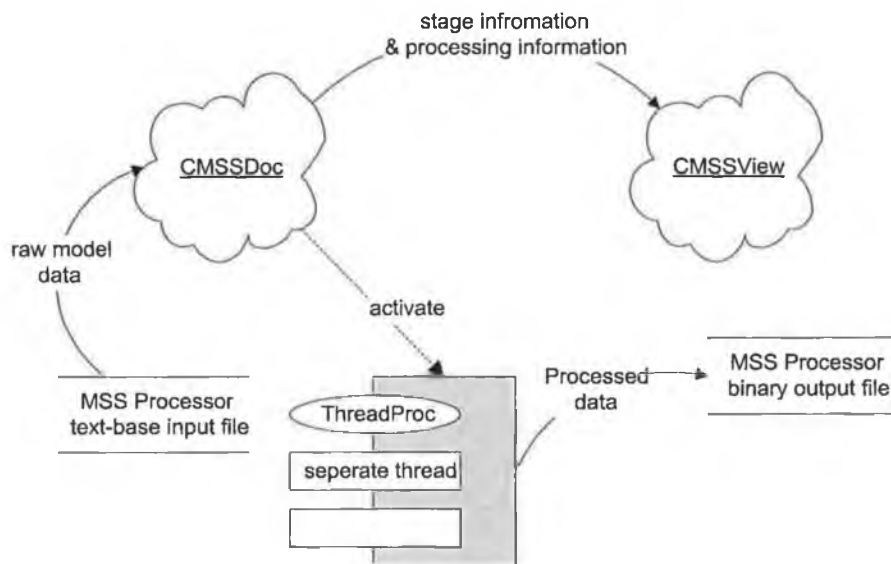 stage infromation
& processing information
CMSSDoc
CMSSView
raw model
data
activate
MSS Processor
text-base input file
ThreadProc
seperate thread
Processed
data
MSS Processor
binary output file